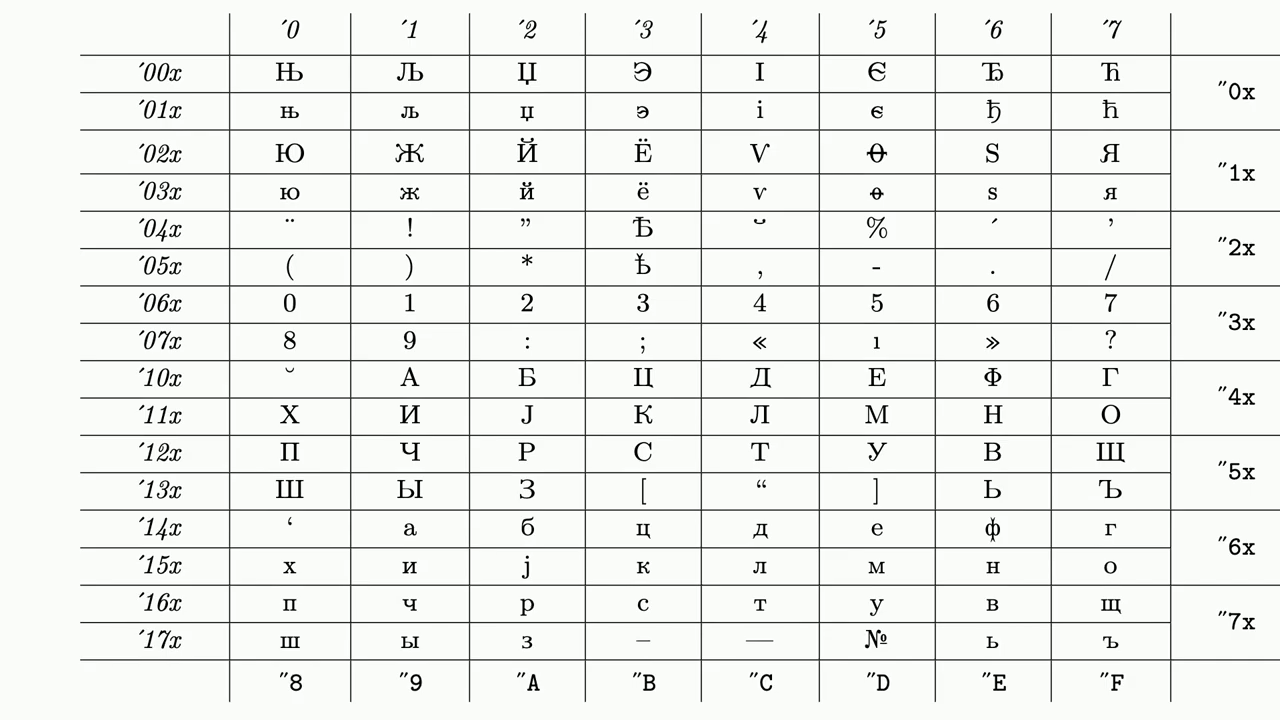 ´0 ´1 ´2 ´3 ´4 ´5 ´6 ´7
´00x Њ Љ Џ Э І Є Ђ Ћ
˝0x
´01x њ љ џ э і є ђ ћ
´02x Ю Ж Й Ё Ѵ Ѳ Ѕ Я
˝1x
´03x ю ж й ё ѵ ѳ ѕ я
´04x ¨ ! ” Ѣ ˘ % ´ ’
˝2x
´05x ( ) * ѣ , - . /
´06x 0 1 2 3 4 5 6 7
˝3x
´07x 8 9 : ; « ı » ?
´10x ˘ А Б Ц Д Е Ф Г
˝4x
´11x Х И Ј К Л М Н О
´12x П Ч Р С Т У В Щ
˝5x
´13x Ш Ы З [ “ ] Ь Ъ
´14x ‘ а б ц д е ф г
˝6x
´15x х и ј к л м н о
´16x п ч р с т у в щ
˝7x
´17x ш ы з – — № ь ъ
˝8 ˝9 ˝A ˝B ˝C ˝D ˝E ˝F